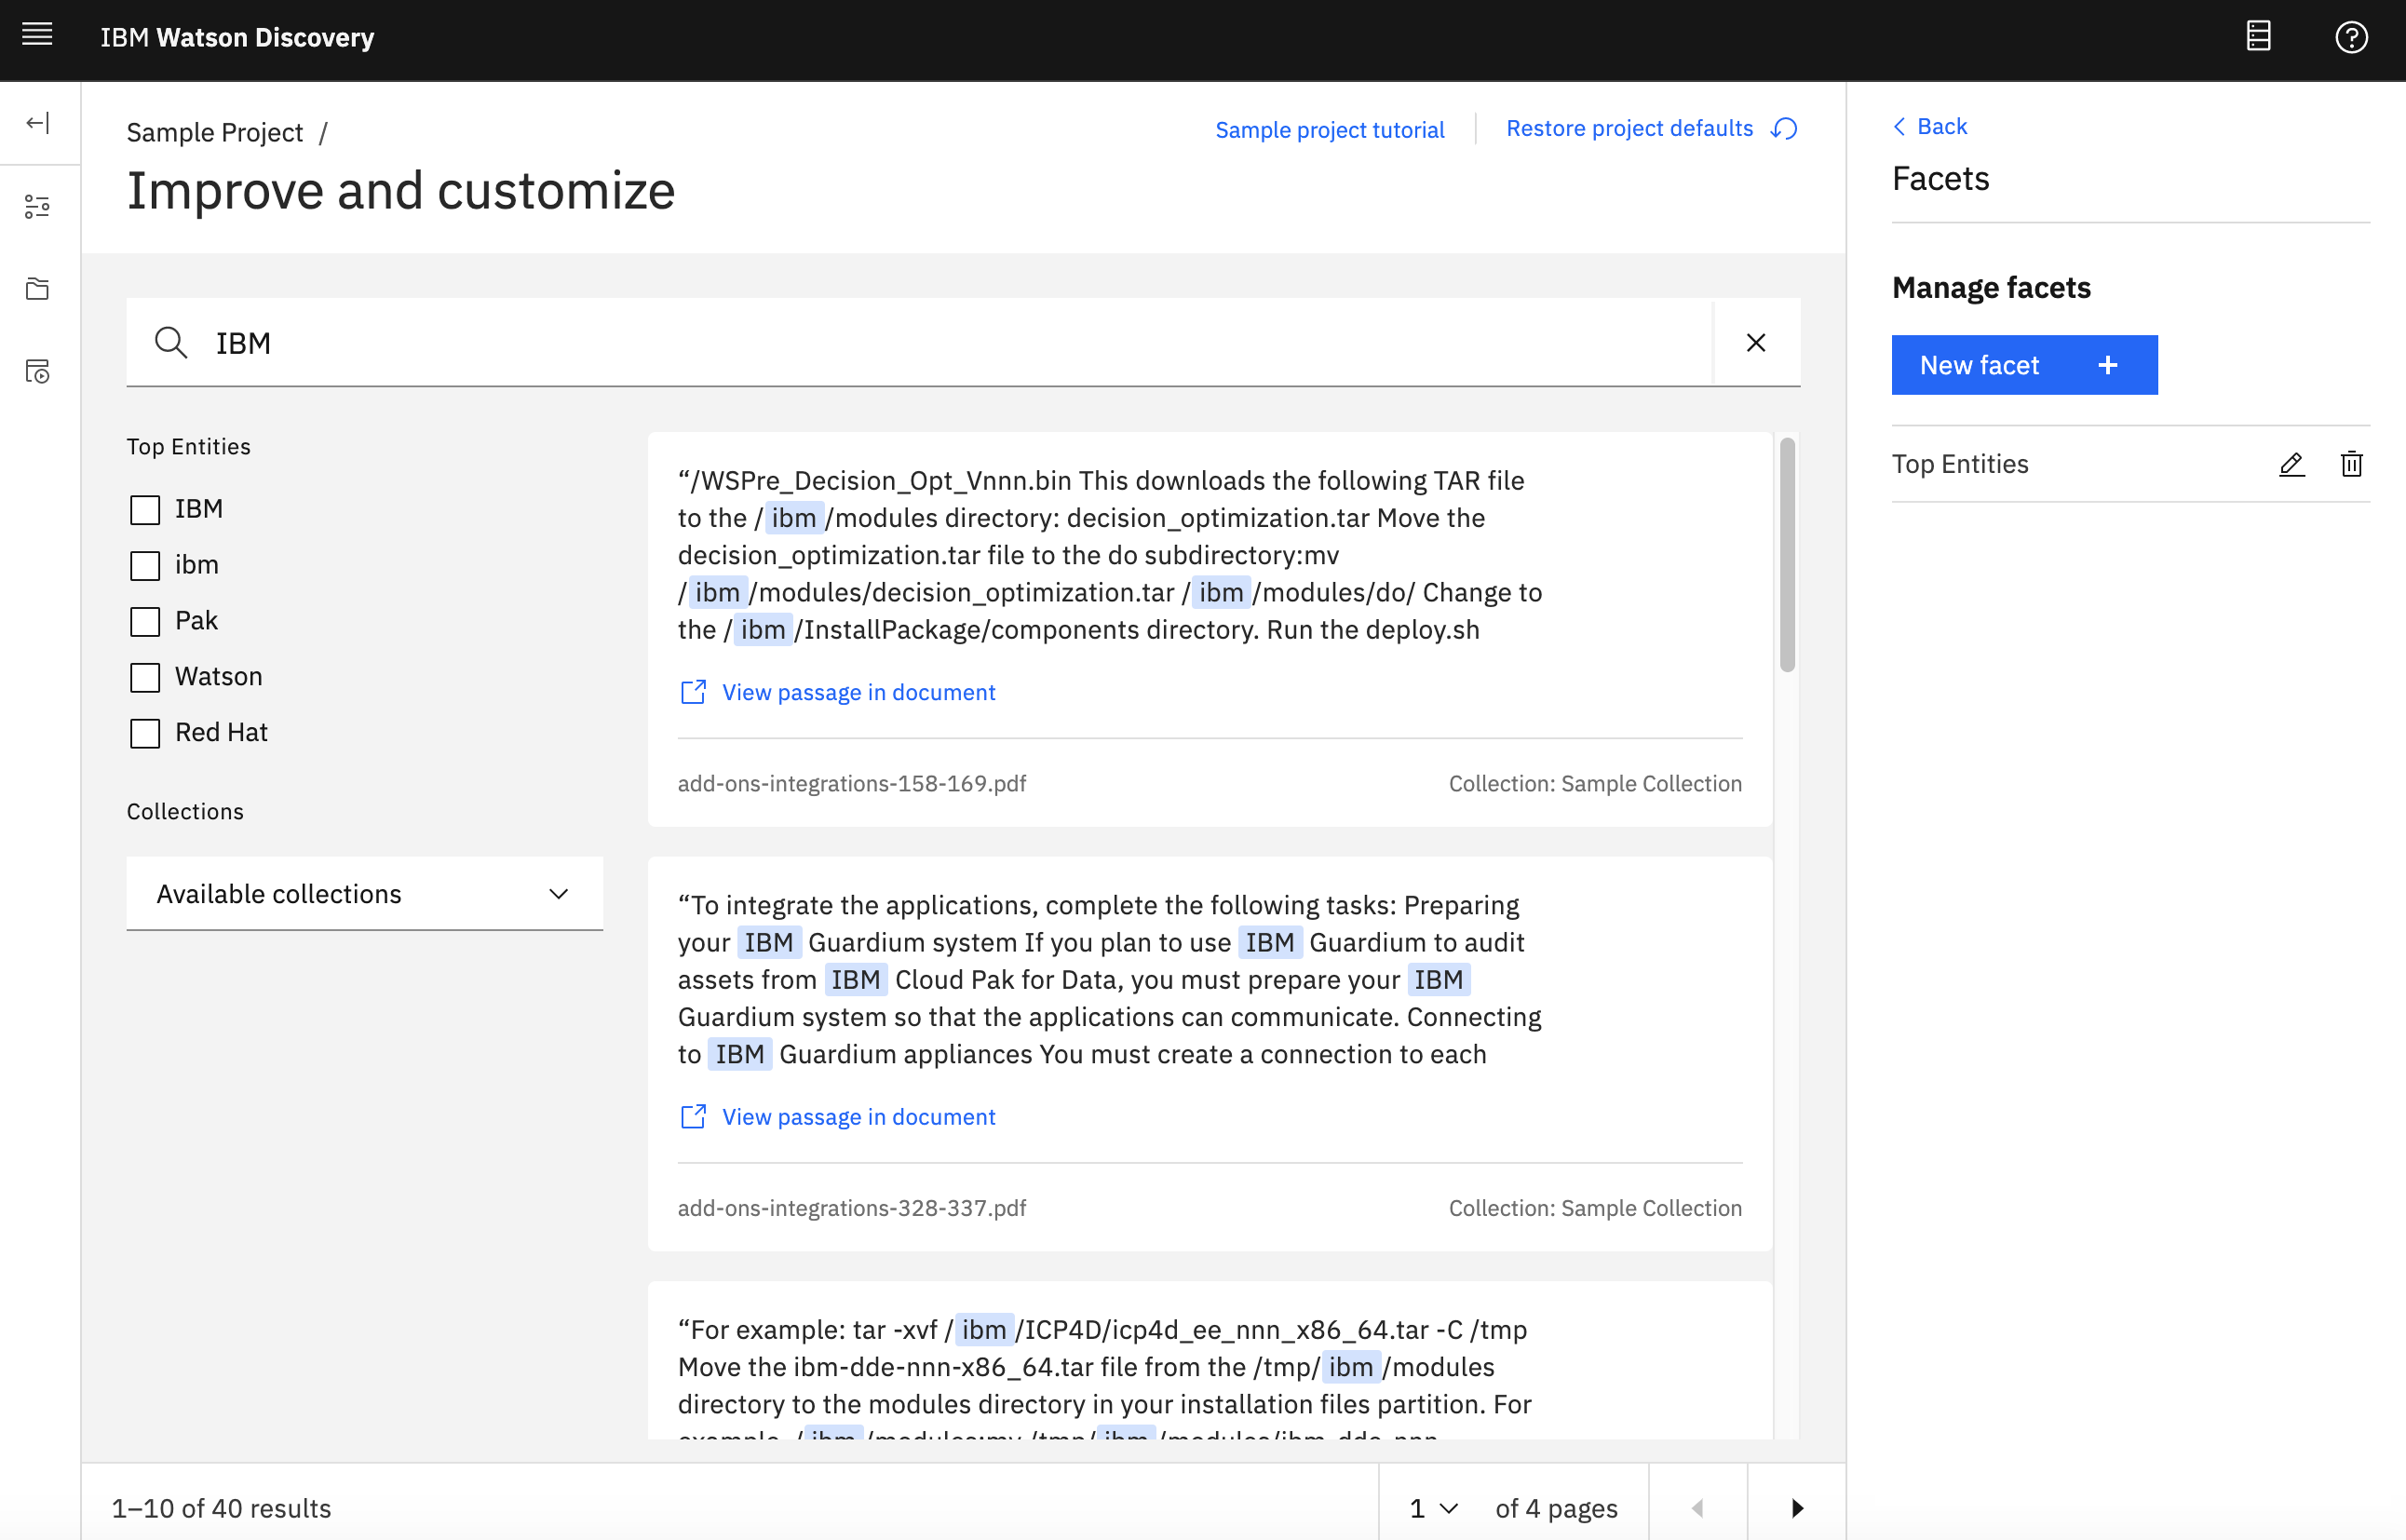 IBM Watson Discovery
Sample Project /
Sample project tutorial
Restore project defaults
Improve and customize
IBM
Top Entities
IBM
ibm
Pak
Watson
Red Hat
Collections
Available collections
“/WSPre_Decision_Opt_Vnnn.bin This downloads the following TAR file
to the / ibm /modules directory: decision_optimization.tar Move the
decision_optimization.tar file to the do subdirectory:mv
/ ibm /modules/decision_optimization.tar / ibm /modules/do/ Change to
the / ibm /InstallPackage/components directory. Run the deploy.sh
View passage in document
add-ons-integrations-158-169.pdf
Collection: Sample Collection
“To integrate the applications, complete the following tasks: Preparing
your IBM Guardium system If you plan to use IBM Guardium to audit
assets from IBM Cloud Pak for Data, you must prepare your IBM
Guardium system so that the applications can communicate. Connecting
to IBM Guardium appliances You must create a connection to each
View passage in document
add-ons-integrations-328-337.pdf
Collection: Sample Collection
“For example: tar -xvf / ibm /ICP4D/icp4d_ee_nnn_x86_64.tar -C /tmp
Move the ibm-dde-nnn-x86_64.tar file from the /tmp/ ibm /modules
directory to the modules directory in your installation files partition. For
example, / ibm /modules:mv /tmp/ ibm /modules/ibm-dde-nnn-
1–10 of 40 results
1 of 4 pages
Back
Facets
Manage facets
New facet +
Top Entities